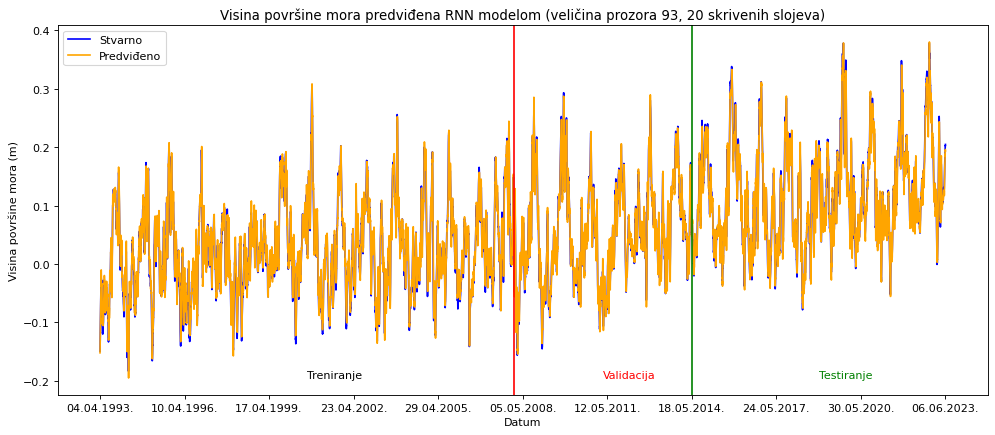 Visina površine mora predviđena RNN modelom (veličina prozora 93, 20 skrivenih slojeva)
Stvarno
Predviđeno
Visina površine mora (m)
0.4
0.3
0.2
0.1
0.0
−0.1
−0.2
Treniranje
Validacija
Testiranje
04.04.1993.
10.04.1996.
17.04.1999.
23.04.2002.
29.04.2005.
05.05.2008.
12.05.2011.
18.05.2014.
24.05.2017.
30.05.2020.
06.06.2023.
Datum